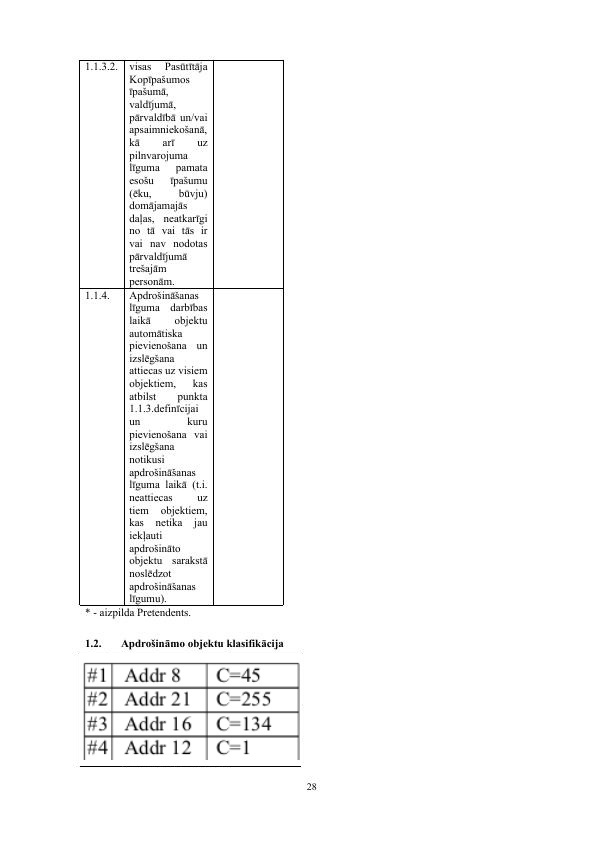 1.1.3.2. visas Pasūtītāja
Kopīpašumos
īpašumā,
valdījumā,
pārvaldībā un/vai
apsaimniekošanā,
kā arī uz
pilnvarojuma
līguma pamata
esošu īpašumu
(ēku, būvju)
domājamajās
daļas, neatkarīgi
no tā vai tās ir
vai nav nodotas
pārvaldījumā
trešajām
personām.
1.1.4. Apdrošināšanas
līguma darbības
laikā objektu
automātiska
pievienošana un
izslēgšana
attiecas uz visiem
objektiem, kas
atbilst punkta
1.1.3.definīcijai
un kuru
pievienošana vai
izslēgšana
notikusi
apdrošināšanas
līguma laikā (t.i.
neattiecas uz
tiem objektiem,
kas netika jau
iekļauti
apdrošināto
objektu sarakstā
noslēdzot
apdrošināšanas
līgumu).
* - aizpilda Pretendents.
1.2. Apdrošināmo objektu klasifikācija
#1 Addr 8 C=45
#2 Addr 21 C=255
#3 Addr 16 C=134
#4 Addr 12 C=1
28